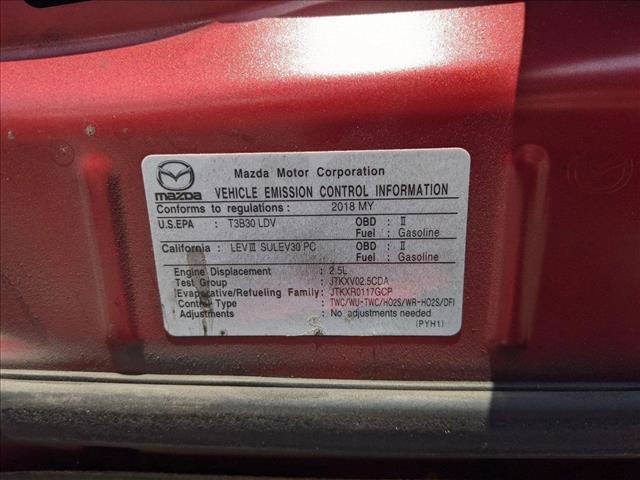 Mazda Motor Corporation
mazda VEHICLE EMISSION CONTROL INFORMATION
Conforms to regulations : 2018 MY
U.S.EPA : T3B30 LDV OBD : II
Fuel : Gasoline
California : LEVIII SULEV30 PC OBD : II
Fuel : Gasoline
Engine Displacement : 2.5L
Test Group : JTKXV02.5CDA
Evaporative/Refueling Family: JTKXR0117GCP
Control Type : TWC/WU-TWC/HO2S/WR-HO2S/DFI
Adjustments : No adjustments needed
(PYH1)